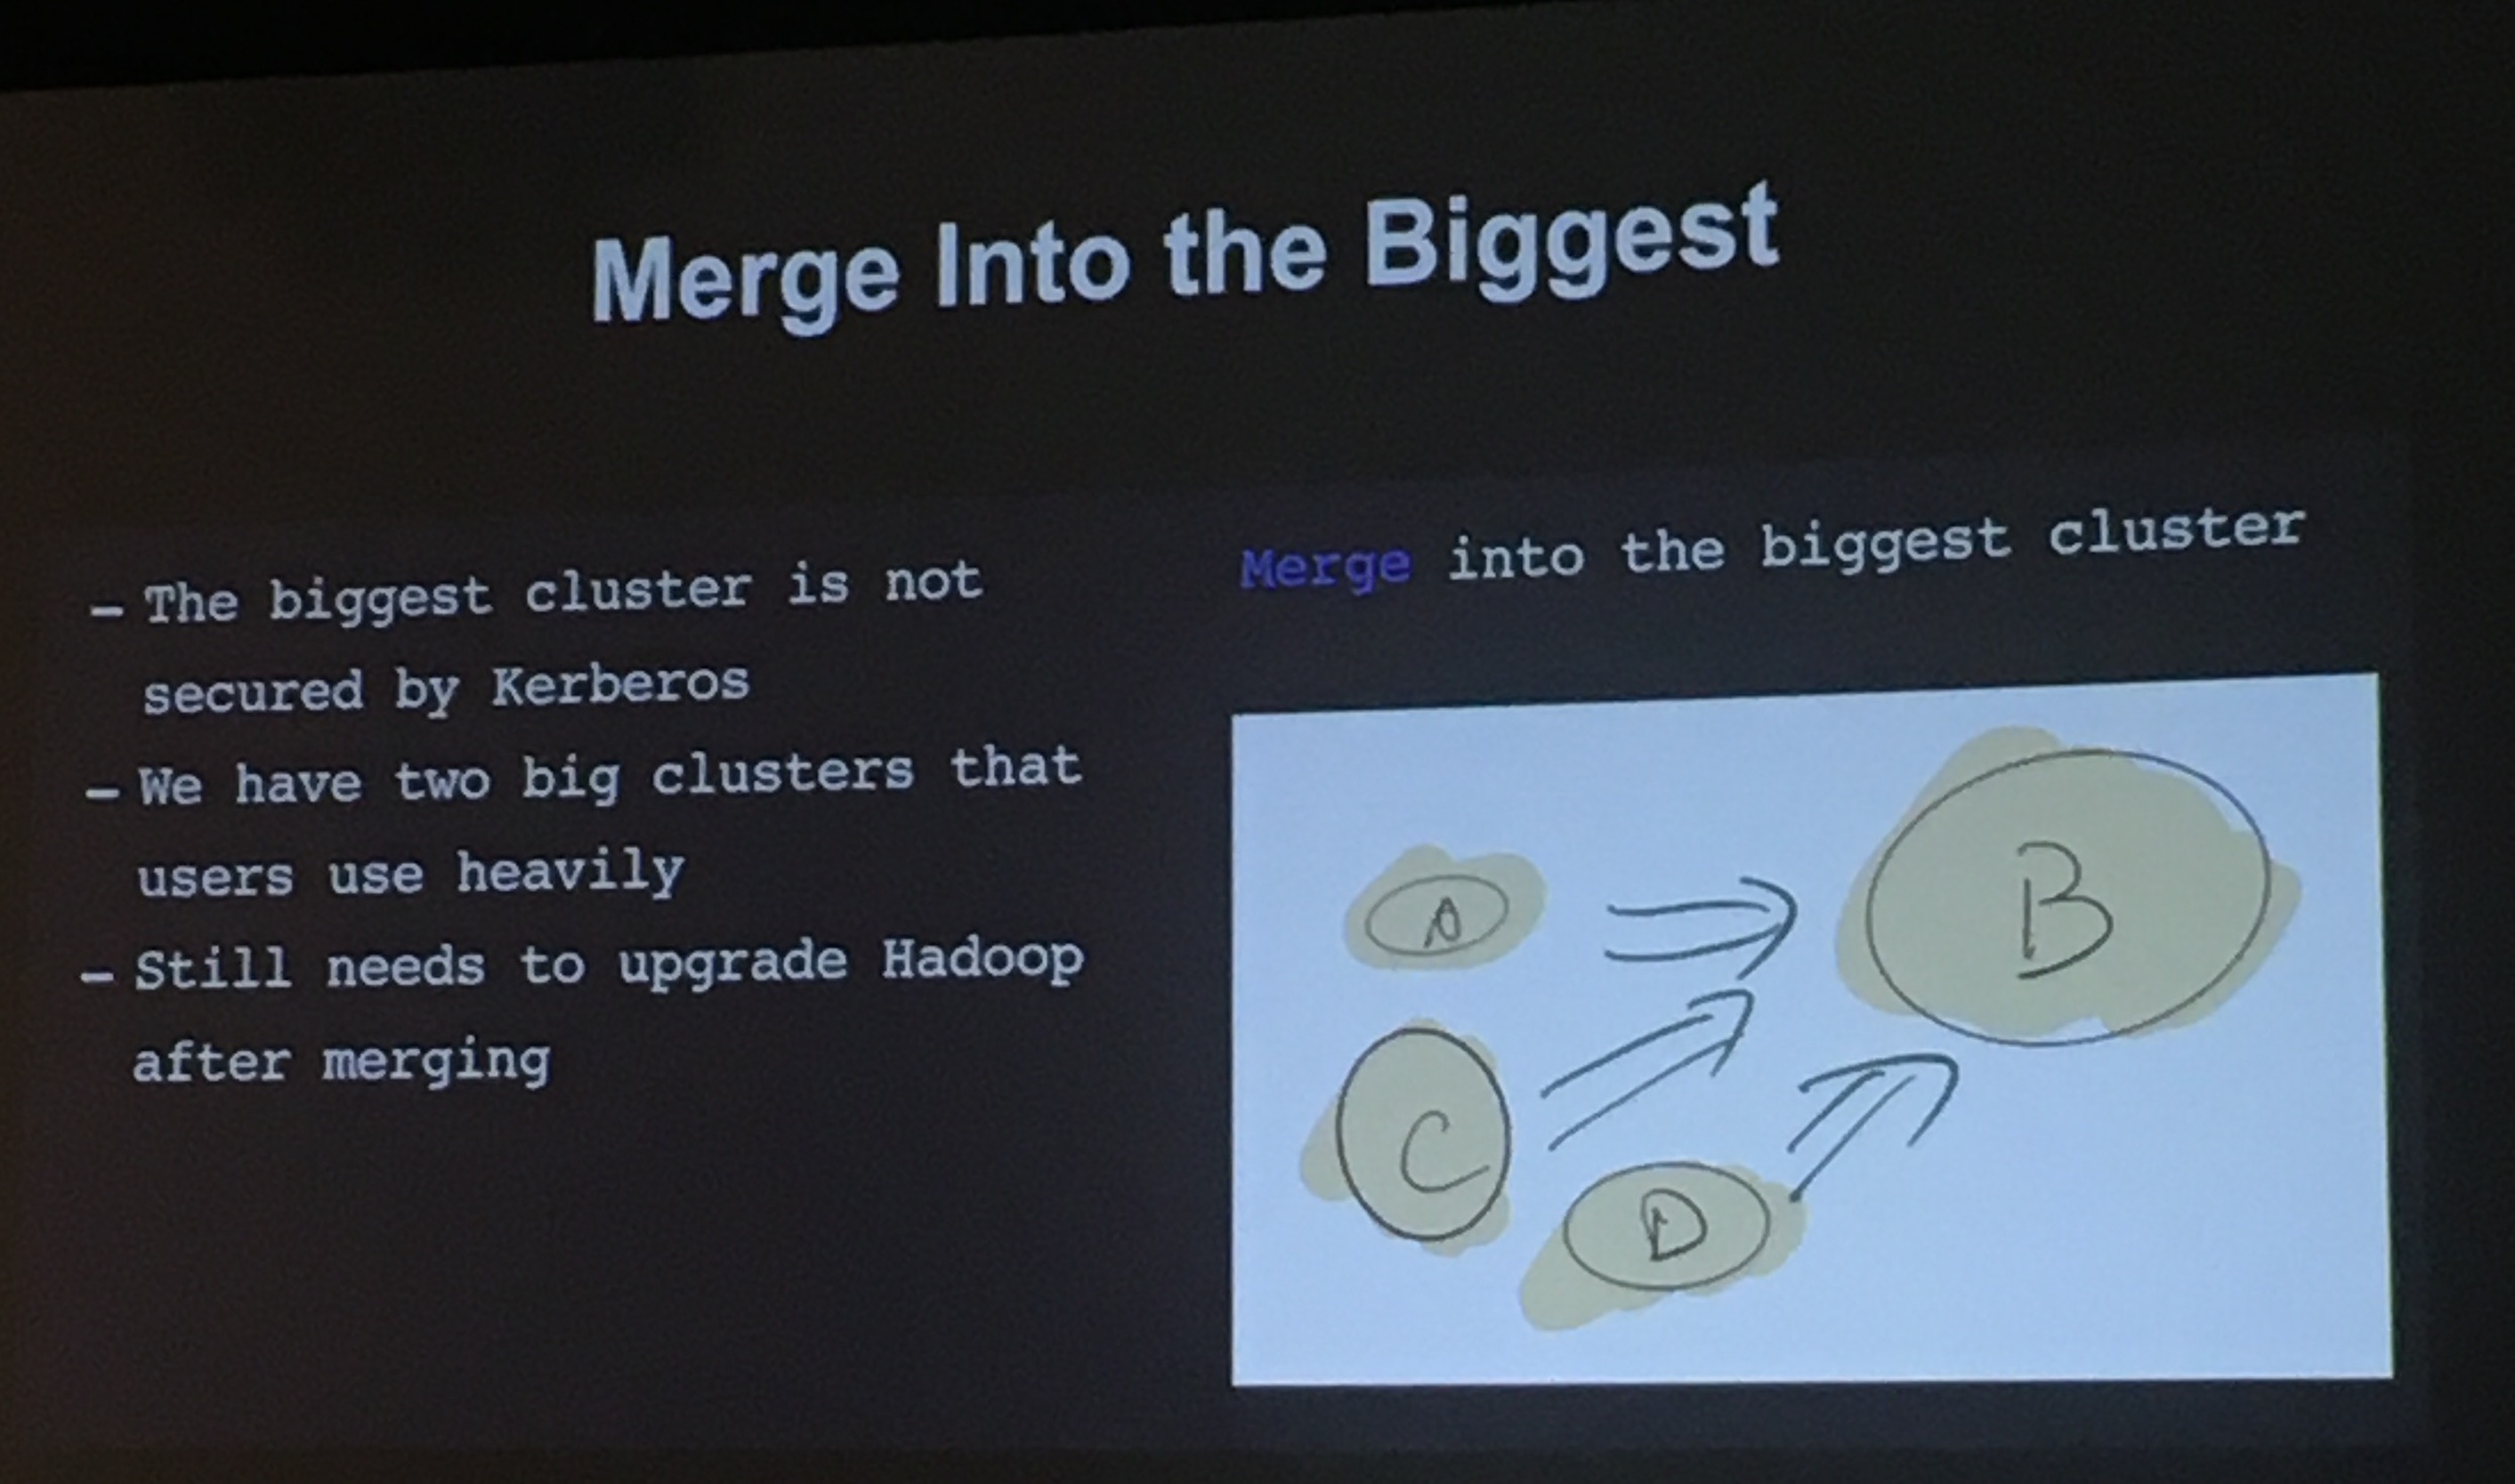 Merge Into the Biggest
– The biggest cluster is not
secured by Kerberos
– We have two big clusters that
users use heavily
– Still needs to upgrade Hadoop
after merging
Merge into the biggest cluster
A
B
C
D